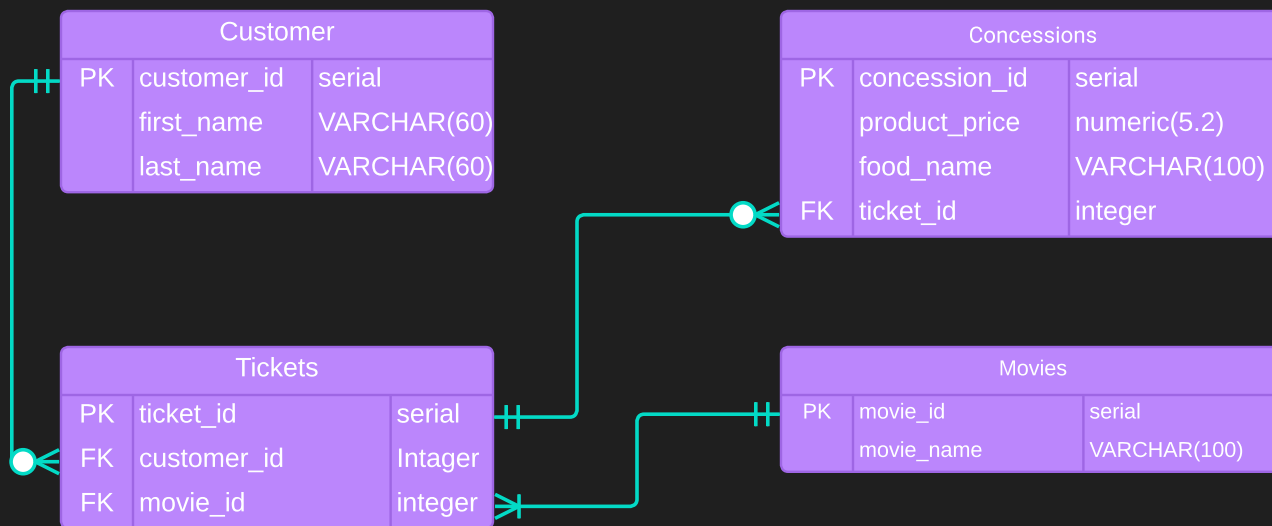 Customer
PK customer_id serial
first_name VARCHAR(60)
last_name VARCHAR(60)
Concessions
PK concession_id serial
product_price numeric(5.2)
food_name VARCHAR(100)
FK ticket_id integer
Tickets
PK ticket_id serial
FK customer_id Intager
FK movie_id integer
Movies
PK movie_id serial
movie_name VARCHAR(100)